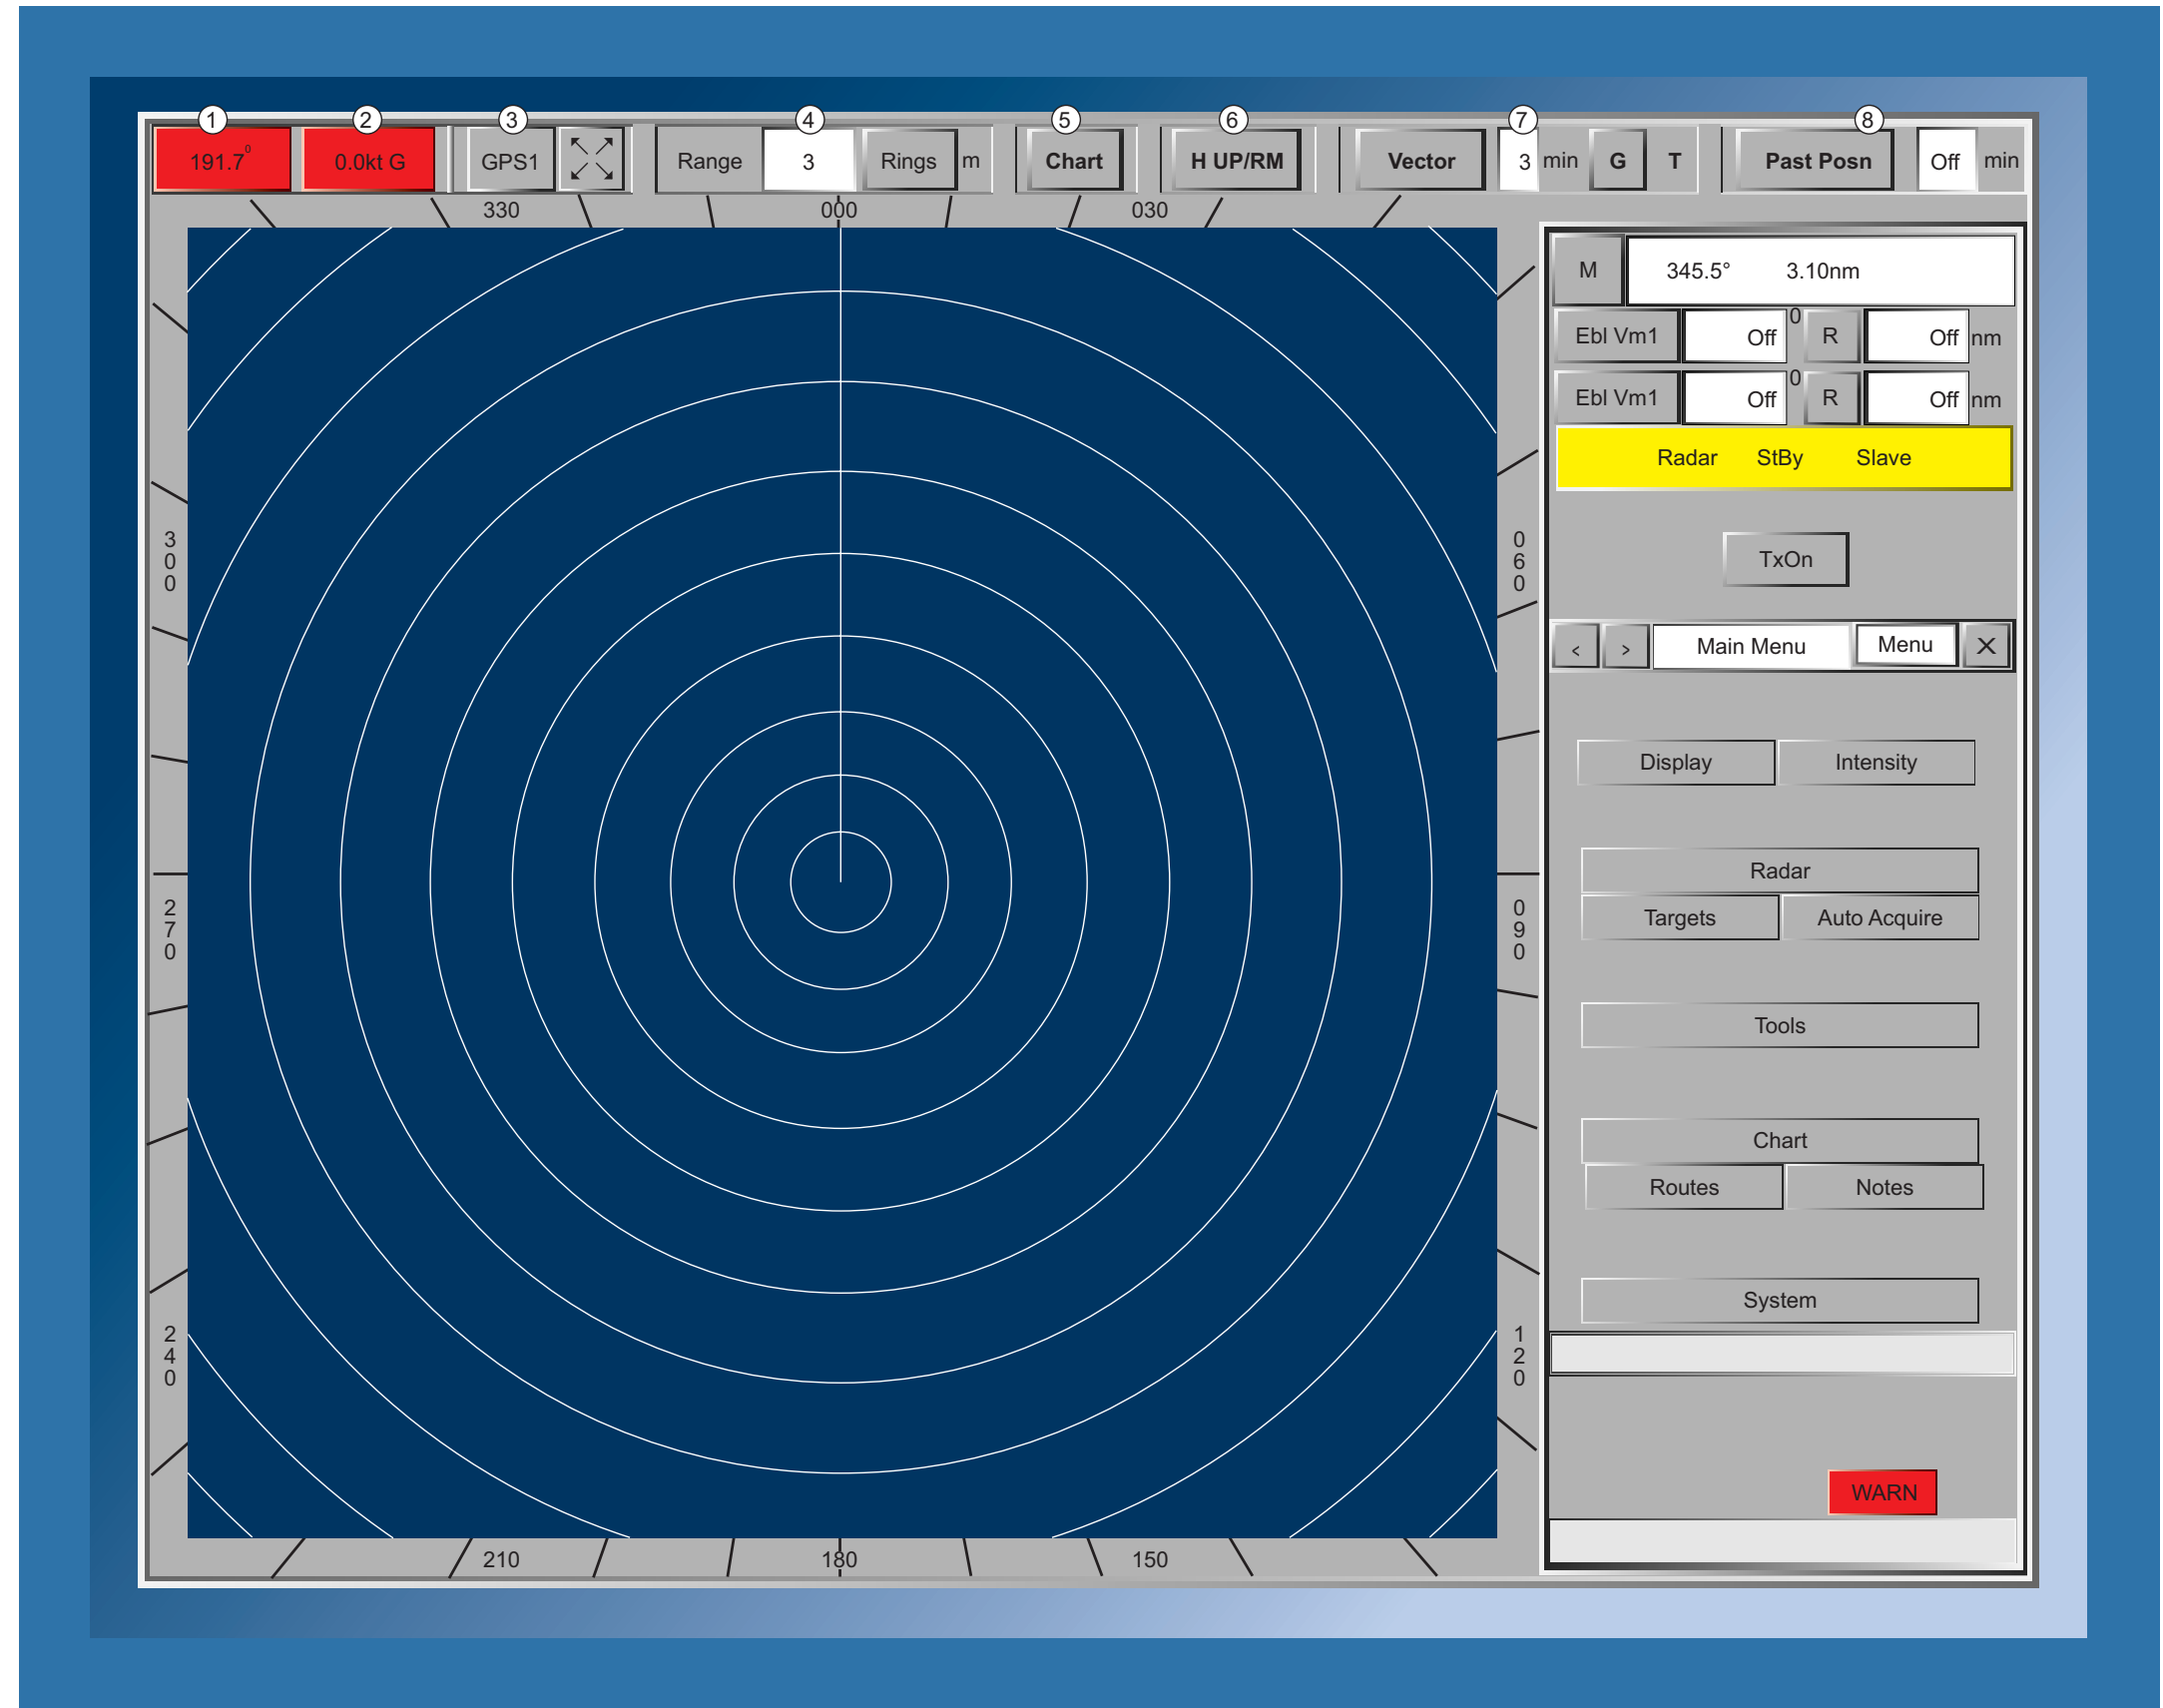 1 2 3 4 5 6 7 8
191.7° 0.0kt G GPS1 Range 3 Rings m Chart H UP/RM Vector 3 min G T Past Posn Off min
330 000 030
M 345.5° 3.10nm
Ebl Vm1 Off 0 R Off nm
Ebl Vm1 Off 0 R Off nm
Radar StBy Slave
300 060
TxOn
< > Main Menu Menu X
Display Intensity
Radar
270 090
Targets Auto Acquire
Tools
Chart
Routes Notes
System
240 120
WARN
210 180 150